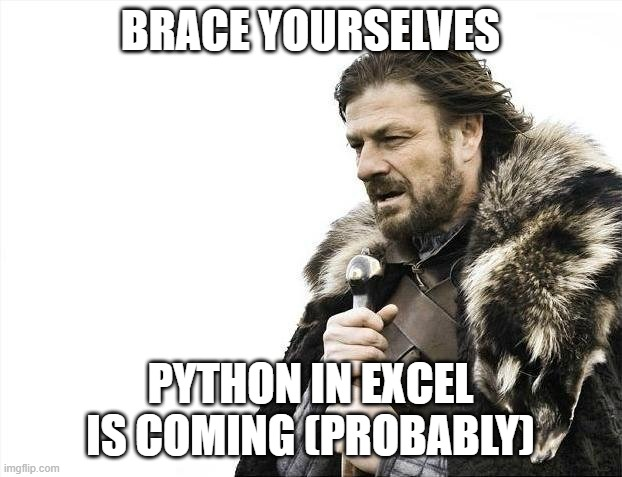 BRACE YOURSELVES
PYTHON IN EXCEL
IS COMING (PROBABLY)
imgflip.com